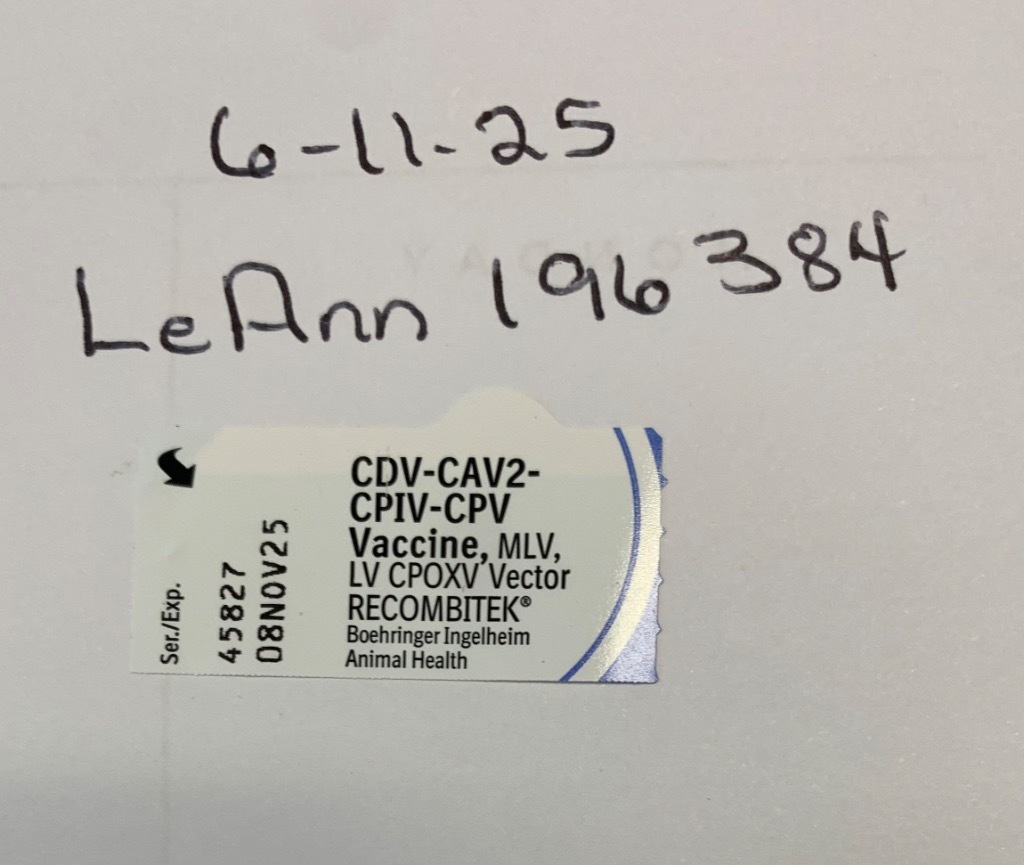 6-11-25
LeAnn 196384
CDV-CAV2-
CPIV-CPV
Vaccine, MLV,
LV CPOXV Vector
RECOMBITEK®
Boehringer Ingelheim
Animal Health
Ser./Exp.
45827
08NOV25